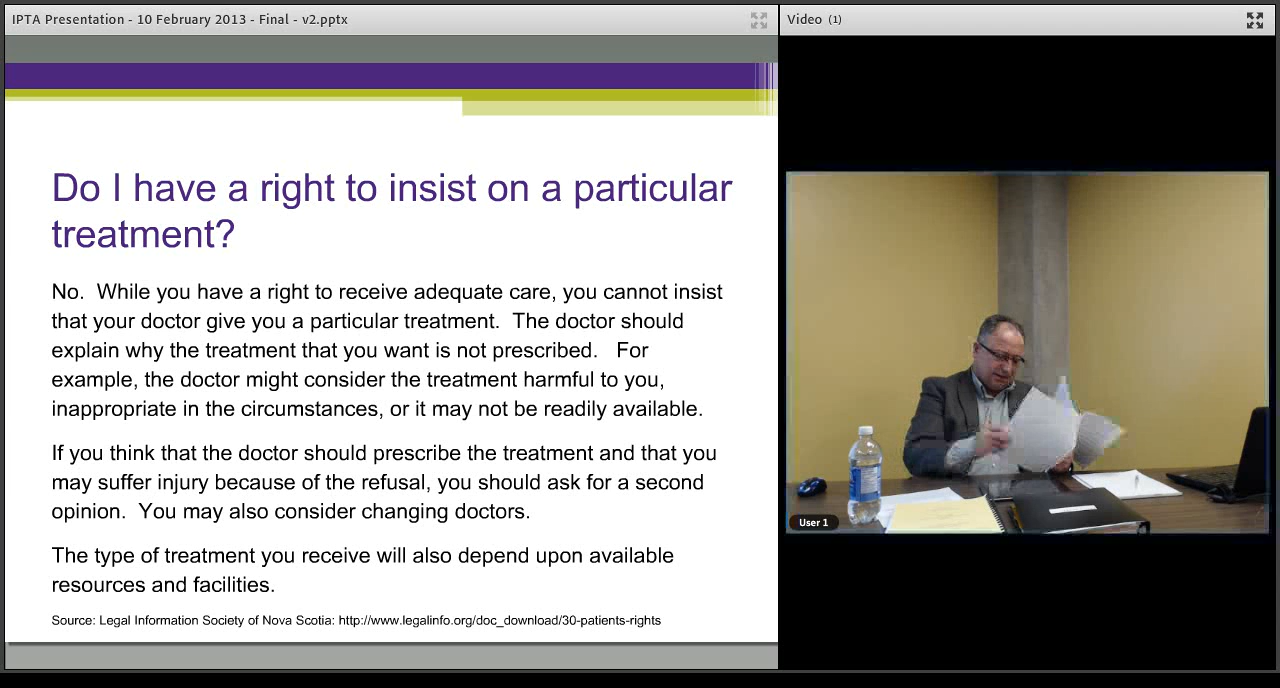 IPTA Presentation - 10 February 2013 - Final - v2.pptx
Video (1)
Do I have a right to insist on a particular
treatment?
No.  While you have a right to receive adequate care, you cannot insist
that your doctor give you a particular treatment.  The doctor should
explain why the treatment that you want is not prescribed.   For
example, the doctor might consider the treatment harmful to you,
inappropriate in the circumstances, or it may not be readily available.
If you think that the doctor should prescribe the treatment and that you
may suffer injury because of the refusal, you should ask for a second
opinion.  You may also consider changing doctors.
The type of treatment you receive will also depend upon available
resources and facilities.
Source: Legal Information Society of Nova Scotia: http://www.legalinfo.org/doc_download/30-patients-rights
User 1